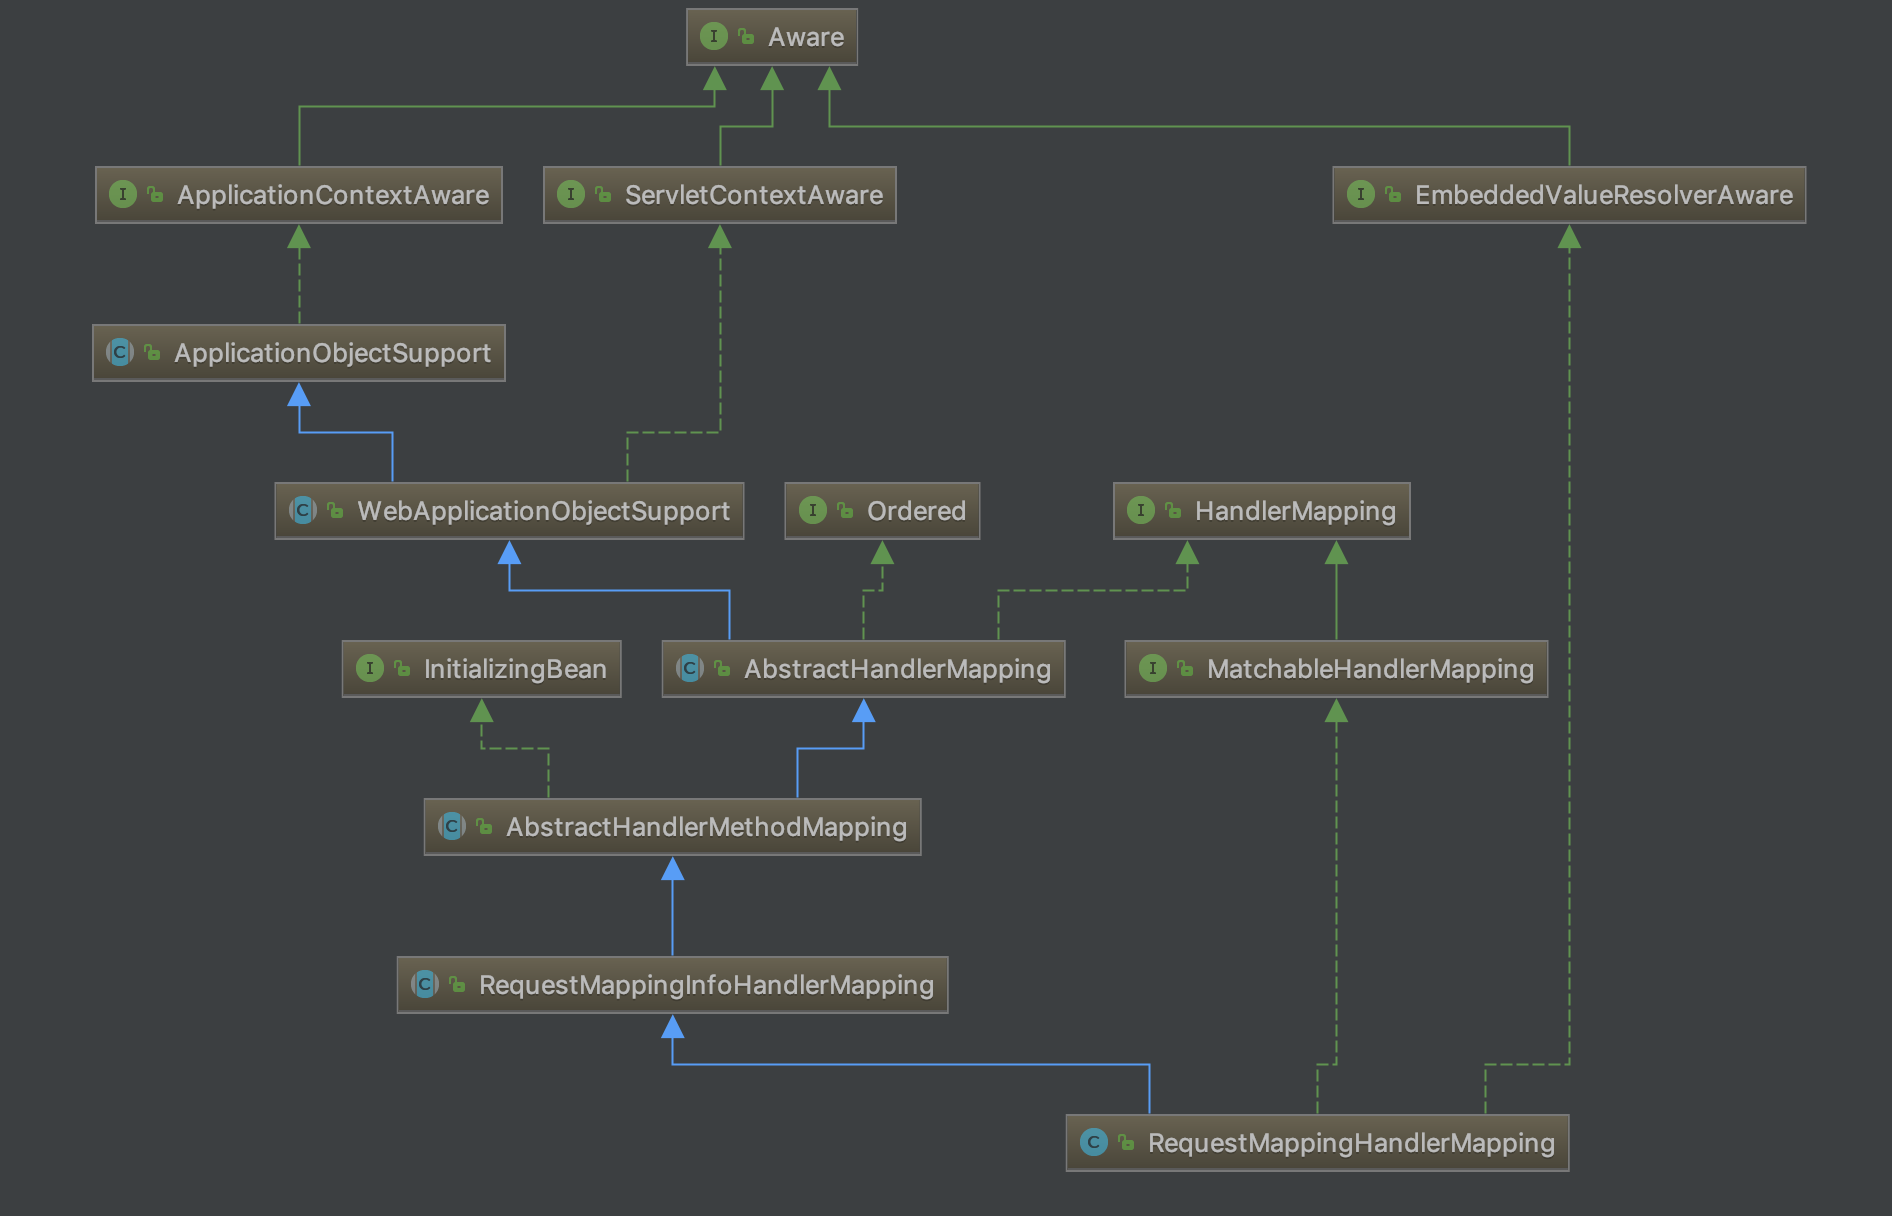 I Aware
I ApplicationContextAware
I ServletContextAware
I EmbeddedValueResolverAware
C ApplicationObjectSupport
C WebApplicationObjectSupport
I Ordered
I HandlerMapping
I InitializingBean
C AbstractHandlerMapping
I MatchableHandlerMapping
C AbstractHandlerMethodMapping
C RequestMappingInfoHandlerMapping
C RequestMappingHandlerMapping